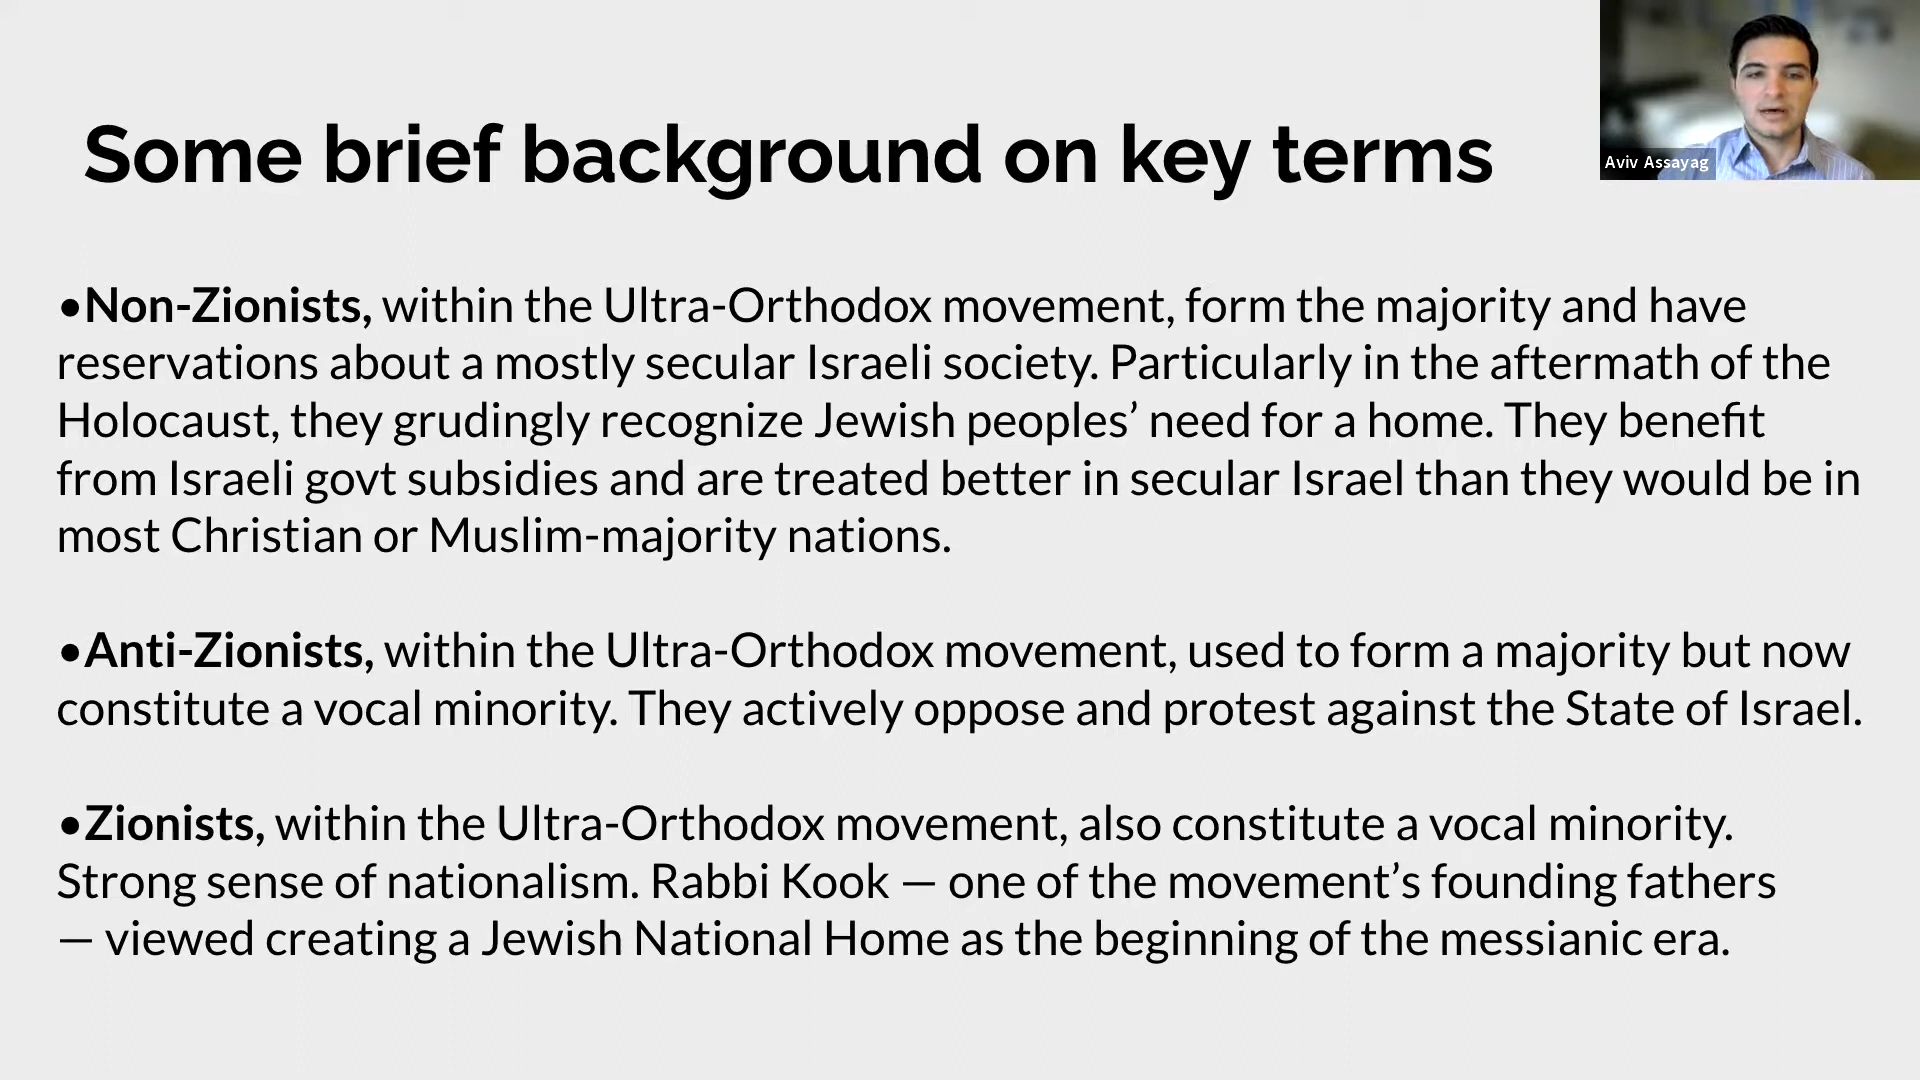 Some brief background on key terms
Aviv Assayag
•Non-Zionists, within the Ultra-Orthodox movement, form the majority and have
reservations about a mostly secular Israeli society. Particularly in the aftermath of the
Holocaust, they grudingly recognize Jewish peoples’ need for a home. They benefit
from Israeli govt subsidies and are treated better in secular Israel than they would be in
most Christian or Muslim-majority nations.
•Anti-Zionists, within the Ultra-Orthodox movement, used to form a majority but now
constitute a vocal minority. They actively oppose and protest against the State of Israel.
•Zionists, within the Ultra-Orthodox movement, also constitute a vocal minority.
Strong sense of nationalism. Rabbi Kook — one of the movement’s founding fathers
— viewed creating a Jewish National Home as the beginning of the messianic era.